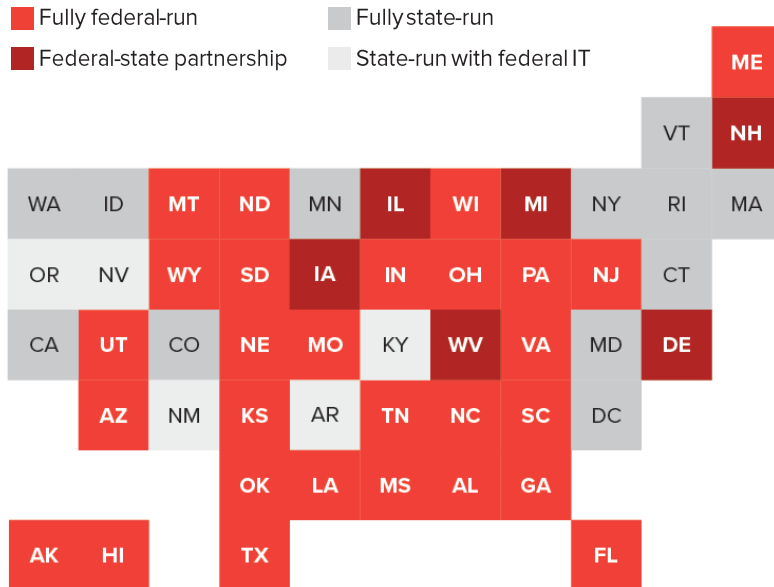 Fully federal-run Fully state-run
Federal-state partnership State-run with federal IT
ME
VT NH
WA ID MT ND MN IL WI MI NY RI MA
OR NV WY SD IA IN OH PA NJ CT
CA UT CO NE MO KY WV VA MD DE
AZ NM KS AR TN NC SC DC
OK LA MS AL GA
AK HI TX FL